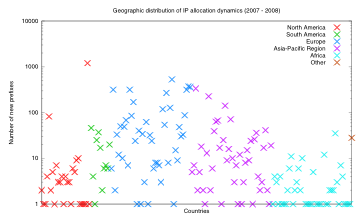 Geographic distribution of IP allocation dynamics (2007 - 2008)
10000
1000
100
10
1
Number of new prefixes
Countries
North America
South America
Europe
Asia-Pacific Region
Africa
Other